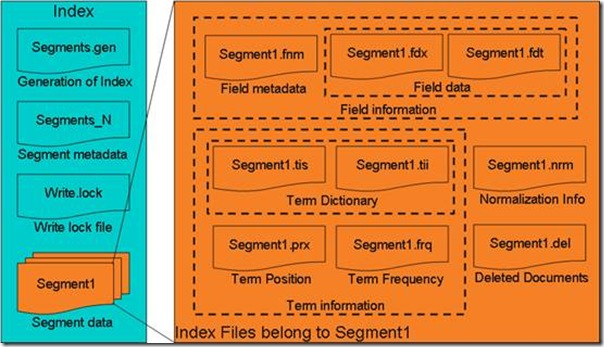 Index
Segments.gen
Generation of Index
Segments_N
Segment metadata
Write.lock
Write lock file
Segment1
Segment data
Segment1.fnm
Field metadata
Segment1.fdx
Segment1.fdt
Field data
Field information
Segment1.tis
Segment1.tii
Term Dictionary
Segment1.prx
Term Position
Segment1.frq
Term Frequency
Term information
Segment1.nrm
Normalization Info
Segment1.del
Deleted Documents
Index Files belong to Segment1